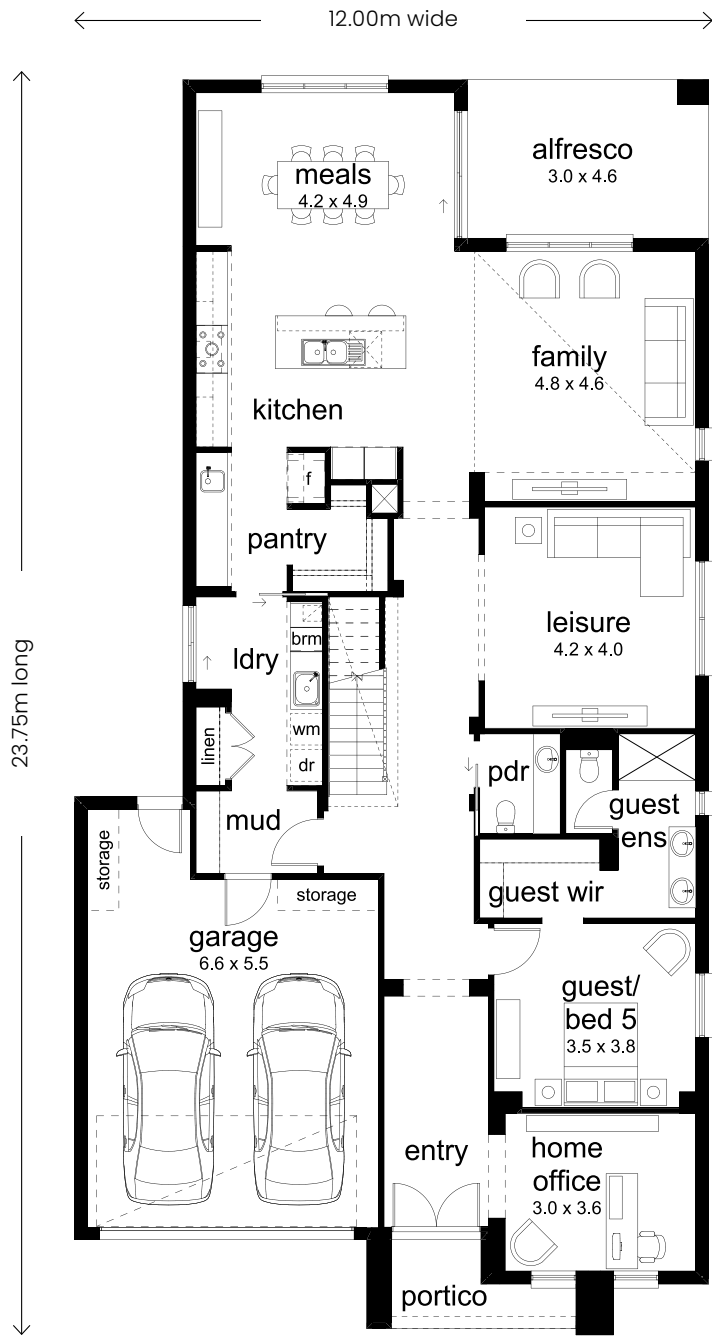 12.00m wide
23.75m long
alfresco
3.0 x 4.6
meals
4.2 x 4.9
family
4.8 x 4.6
kitchen
f
pantry
leisure
4.2 x 4.0
brm
ldry
wm
linen
dr
pdr
guest
ens
mud
storage
storage
guest wir
garage
6.6 x 5.5
guest/
bed 5
3.5 x 3.8
entry
home
office
3.0 x 3.6
portico